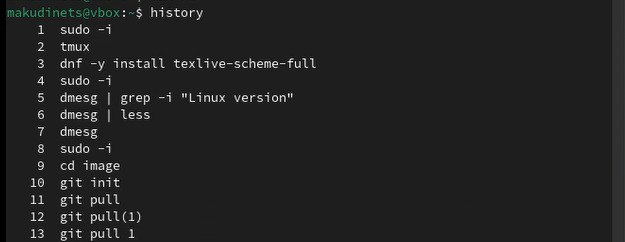 makudinets@vbox:~$ history
1 sudo -i
2 tmux
3 dnf -y install texlive-scheme-full
4 sudo -i
5 dmesg | grep -i "Linux version"
6 dmesg | less
7 dmesg
8 sudo -i
9 cd image
10 git init
11 git pull
12 git pull(1)
13 git pull 1